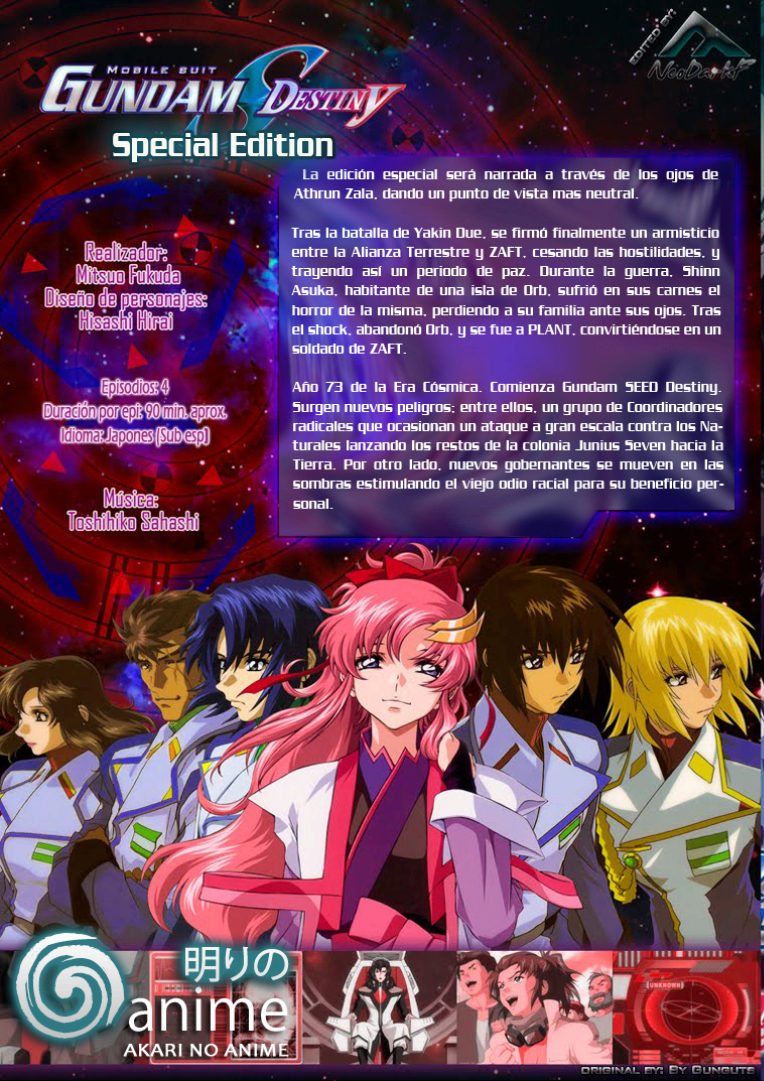 EDITED BY:
NeoDarkF
MOBILE SUIT
GUNDAM SEED DESTINY
Special Edition
La edición especial será narrada a través de los ojos de
Athrun Zala, dando un punto de vista mas neutral.
Tras la batalla de Yakin Due, se firmó finalmente un armisticio
entre la Alianza Terrestre y ZAFT, cesando las hostilidades, y
trayendo así un periodo de paz. Durante la guerra, Shinn
Asuka, habitante de una isla de Orb, sufrió en sus carnes el
horror de la misma, perdiendo a su familia ante sus ojos. Tras
el shock, abandonó Orb, y se fue a PLANT, convirtiéndose en un
soldado de ZAFT.
Año 73 de la Era Cósmica. Comienza Gundam SEED Destiny.
Surgen nuevos peligros; entre ellos, un grupo de Coordinadores
radicales que ocasionan un ataque a gran escala contra los Na-
turales lanzando los restos de la colonia Junius Seven hacia la
Tierra. Por otro lado, nuevos gobernantes se mueven en las
sombras estimulando el viejo odio racial para su beneficio per-
sonal.
Realizador:
Mitsuo Fukuda
Diseño de personajes:
Hisashi Hirai
Episodios: 4
Duración por epi: 90 min. aprox.
Idioma: Japones (Sub esp)
Música:
Toshihiko Sahashi
明りの
anime
AKARI NO ANIME
UNKNOWN
ORIGINAL BY: BY GUNGUTS